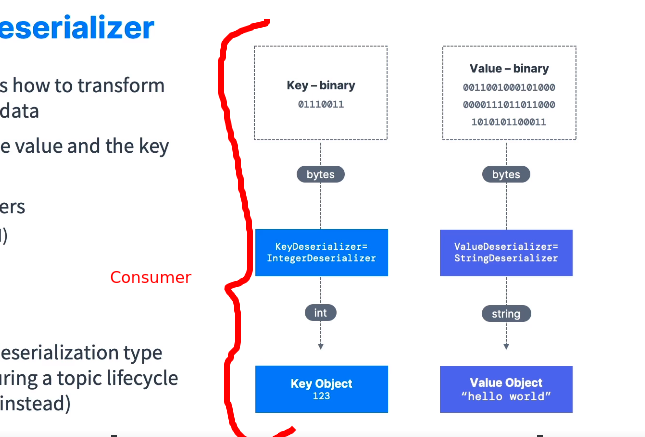 eserializer
s how to transform
data
e value and the key
ers
)
Consumer
eserialization type
uring a topic lifecycle
instead)
Key – binary
01110011
bytes
KeyDeserializer=
IntegerDeserializer
int
Key Object
123
Value – binary
0011001000101000
0000111011011000
1010101100011
bytes
ValueDeserializer=
StringDeserializer
string
Value Object
“hello world”